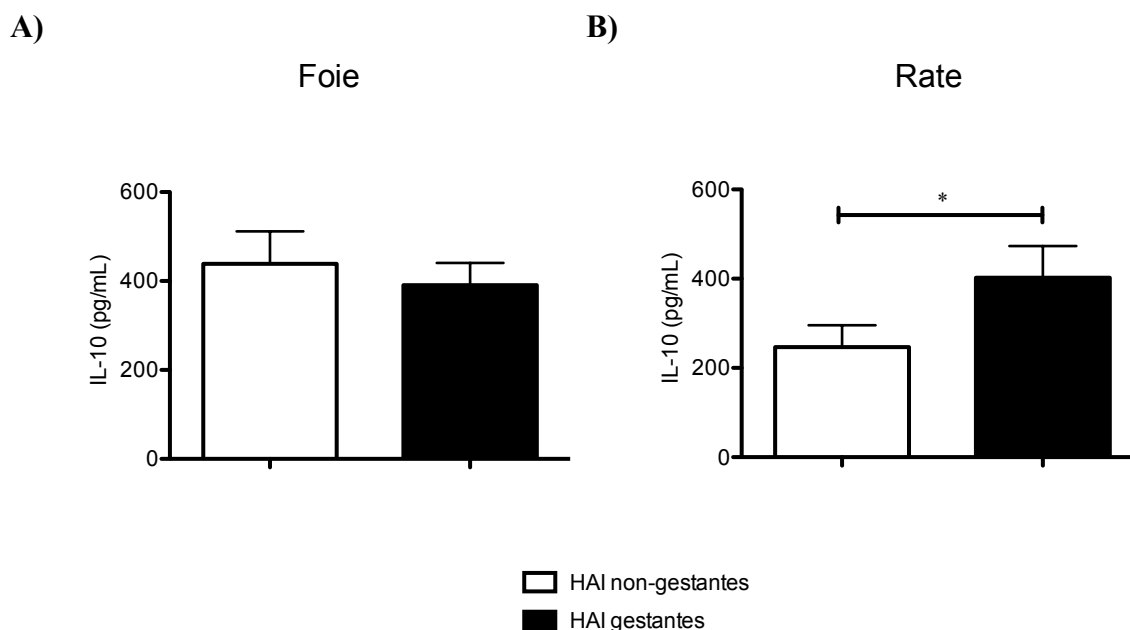 A)
Foie
600
400
200
0
IL-10 (pg/mL)
B)
Rate
600
400
200
0
IL-10 (pg/mL)
*
HAI non-gestantes
HAI gestantes